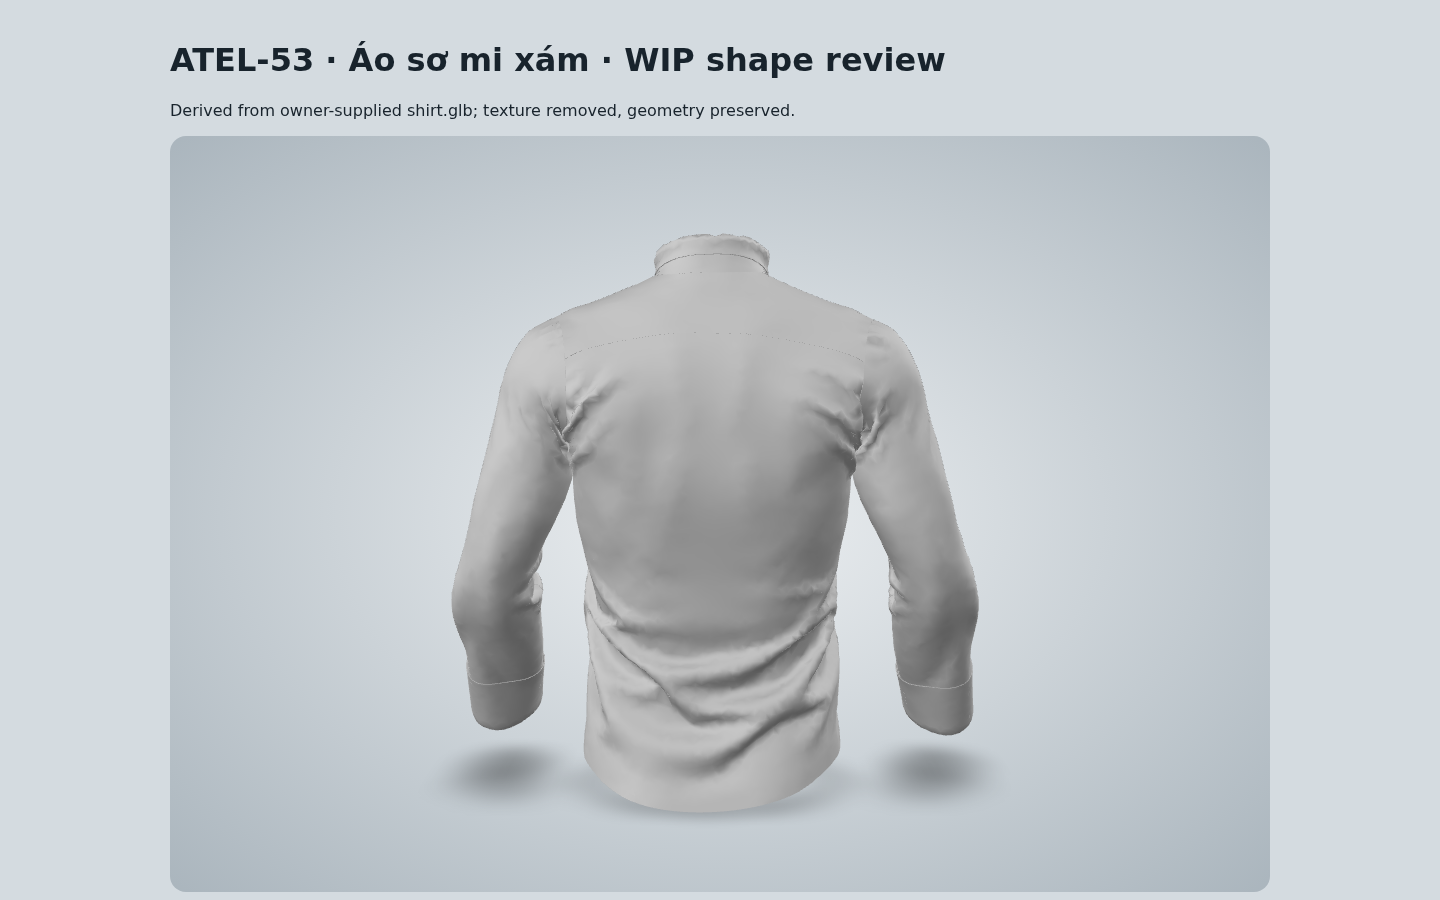 ATEL-53 · Áo sơ mi xám · WIP shape review
Derived from owner-supplied shirt.glb; texture removed, geometry preserved.